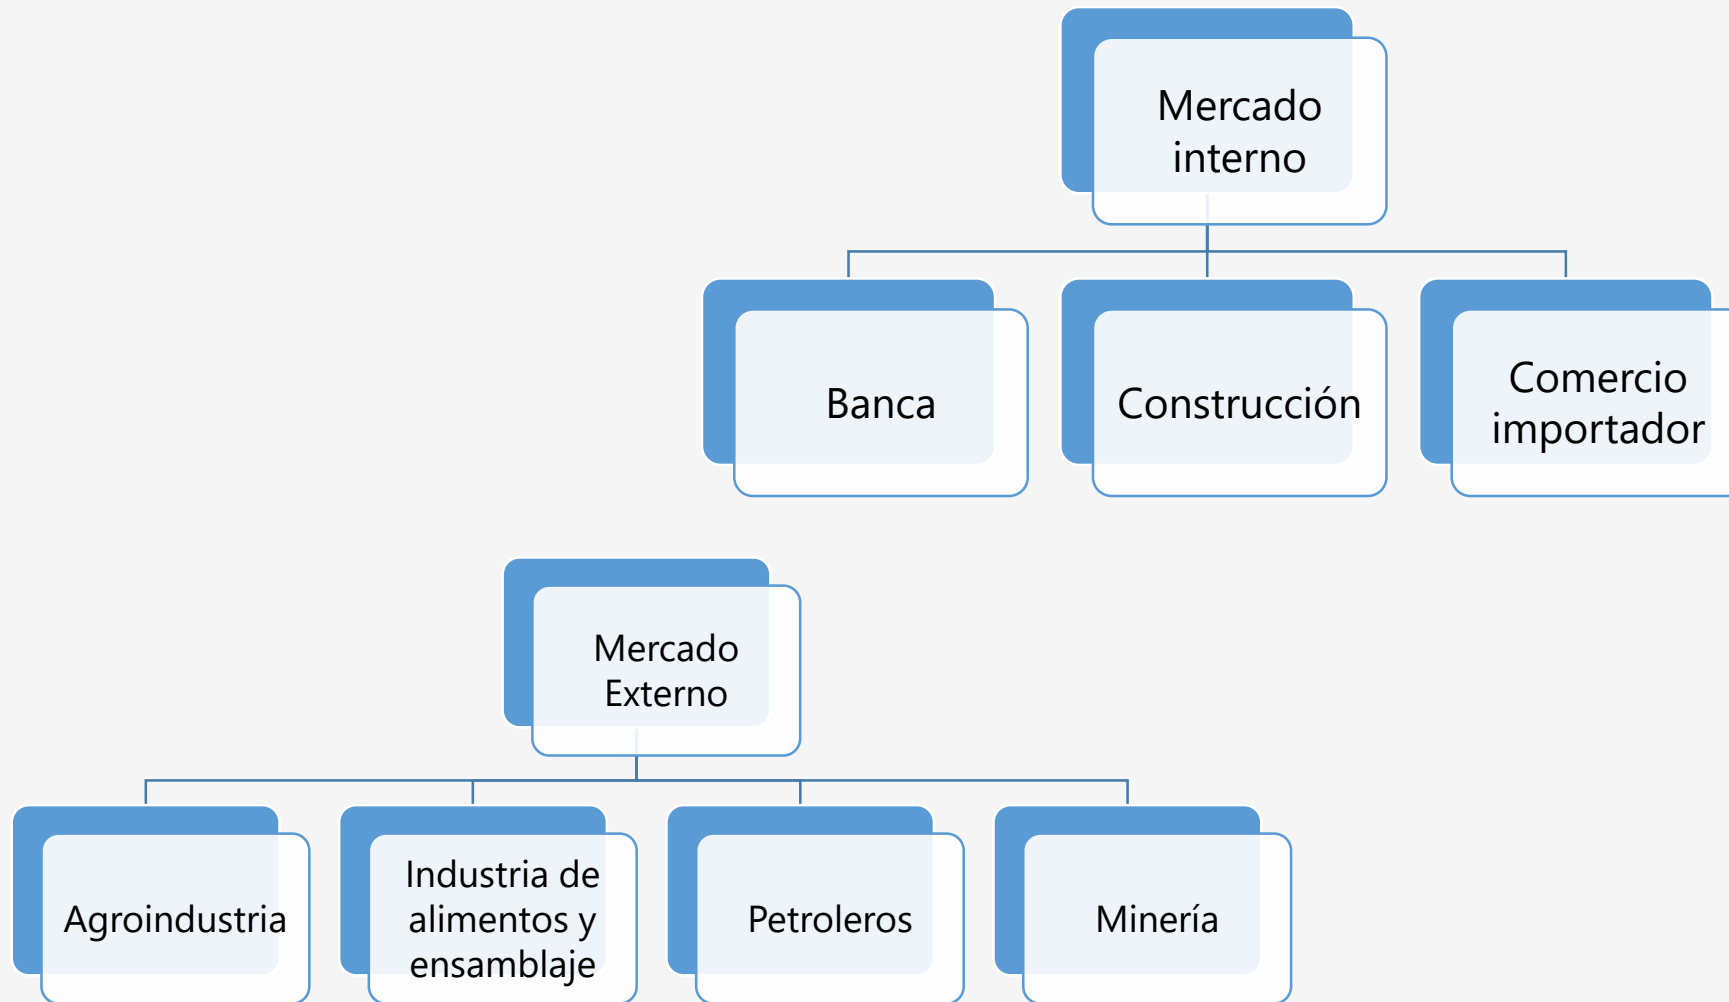 Mercado
interno
Banca
Construcción
Comercio
importador
Mercado
Externo
Agroindustria
Industria de
alimentos y
ensamblaje
Petroleros
Minería